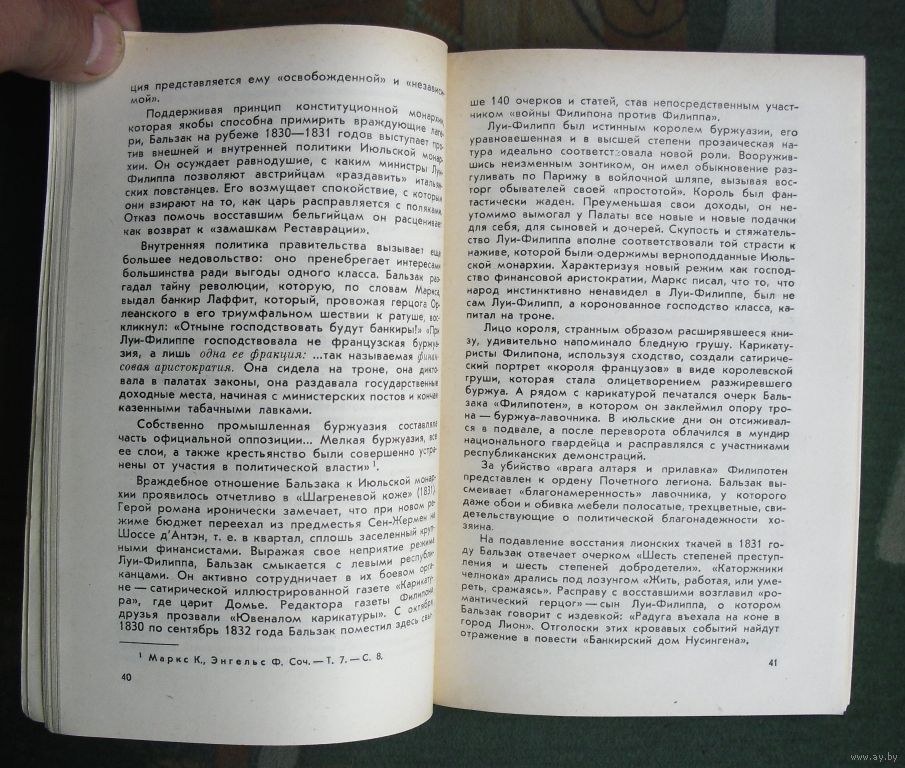 ция представляется ему «освобожденной» и «независи-
мой».
Поддерживая принцип конституционной монархии,
которая якобы способна примирить враждующие лаге-
ри, Бальзак на рубеже 1830—1831 годов выступает про-
тив внешней и внутренней политики Июльской монар-
хии. Он осуждает равнодушие, с каким министры Луи-
Филиппа позволяют австрийцам «раздавить» италья-
нских повстанцев. Его возмущает спокойствие, с которым
они взирают на то, как царь расправляется с поляками.
Отказ помочь восставшим бельгийцам он расценивает
как возврат к «замашкам Реставрации».
Внутренняя политика правительства вызывает еще
большее недовольство: оно пренебрегает интересами
большинства ради выгоды одного класса. Бальзак раз-
гадал тайну революции, которую, по словам Маркса,
выдал банкир Лаффит, который, провожая герцога Ор-
леанского в его триумфальном шествии к ратуше, вос-
кликнул: «Отныне господствовать будут банкиры!» «При
Луи-Филиппе господствовала не французская буржуа-
зия, а лишь одна ее фракция: ...так называемая финан-
совая аристократия. Она сидела на троне, она дикто-
вала в палатах законы, она раздавала государственные
доходные места, начиная с министерских постов и кончая
казенными табачными лавками.
Собственно промышленная буржуазия составляла
часть официальной оппозиции... Мелкая буржуазия, все
ее слои, а также крестьянство были совершенно устра-
нены от участия в политической власти» 1.
Враждебное отношение Бальзака к Июльской монар-
хии проявилось отчетливо в «Шагреневой коже» (1831).
Герой романа иронически замечает, что при новом ре-
жиме бюджет переехал из предместья Сен-Жермен на
Шоссе д'Антэн, т. е. в квартал, сплошь заселенный круп-
ными финансистами. Выражая свое неприятие режима
Луи-Филиппа, Бальзак смыкается с левыми республи-
канцами. Он активно сотрудничает в их боевом орга-
не — сатирической иллюстрированной газете «Карикату-
ра», где царит Домье. Редактора газеты Филипона
друзья прозвали «Ювеналом карикатуры». С октября
1830 по сентябрь 1832 года Бальзак поместил здесь свы-
1 Маркс К., Энгельс Ф. Соч. — Т. 7. — С. 8.
40
ше 140 очерков и статей, став непосредственным участ-
ником «войны Филипона против Филиппа».
Луи-Филипп был истинным королем буржуазии, его
уравновешенная и в высшей степени прозаическая на-
тура идеально соответствовала новой роли. Вооружив-
шись неизменным зонтиком, он имел обыкновение раз-
гуливать по Парижу в войлочной шляпе, вызывая вос-
торг обывателей своей «простотой». Король был фан-
тастически жаден. Преуменьшая свои доходы, он не-
утомимо вымогал у Палаты все новые и новые подачки
для себя, для сыновей и дочерей. Скупость и стяжатель-
ство Луи-Филиппа вполне соответствовали той страсти к
наживе, которой были одержимы верноподданные Июль-
ской монархии. Характеризуя новый режим как господ-
ство финансовой аристократии, Маркс писал, что то, что
народ инстинктивно ненавидел в Луи-Филиппе, был не
сам Луи-Филипп, а коронованное господство класса, ка-
питал на троне.
Лицо короля, странным образом расширявшееся кни-
зу, удивительно напоминало бледную грушу. Карикату-
ристы Филипона, используя сходство, создали сатириче-
ский портрет «короля французов» в виде королевской
груши, которая стала олицетворением разжиревшего
буржуа. А рядом с карикатурой печатался очерк Баль-
зака «Филипотен», в котором он заклеймил опору тро-
на — буржуа-лавочника. В июльские дни он отсиживал-
ся в подвале, а после переворота облачился в мундир
национального гвардейца и расправлялся с участниками
республиканских демонстраций.
За убийство «врага алтаря и прилавка» Филипотен
представлен к ордену Почетного легиона. Бальзак вы-
смеивает «благонамеренность» лавочника, у которого
даже обои и обивка мебели полосатые, трехцветные, сви-
детельствующие о политической благонадежности хо-
зяина.
На подавление восстания лионских ткачей в 1831 го-
ду Бальзак отвечает очерком «Шесть степеней преступ-
ления и шесть степеней добродетели». «Каторжники
челнока» дрались под лозунгом «Жить, работая, или уме-
реть, сражаясь». Расправу с восставшими возглавил «ро-
мантический герцог» — сын Луи-Филиппа, о котором
Бальзак говорит с издевкой: «Радуга въехала на коне в
город Лион». Отголоски этих кровавых событий найдут
отражение в повести «Банкирский дом Нусингена».
41
www.ay.by